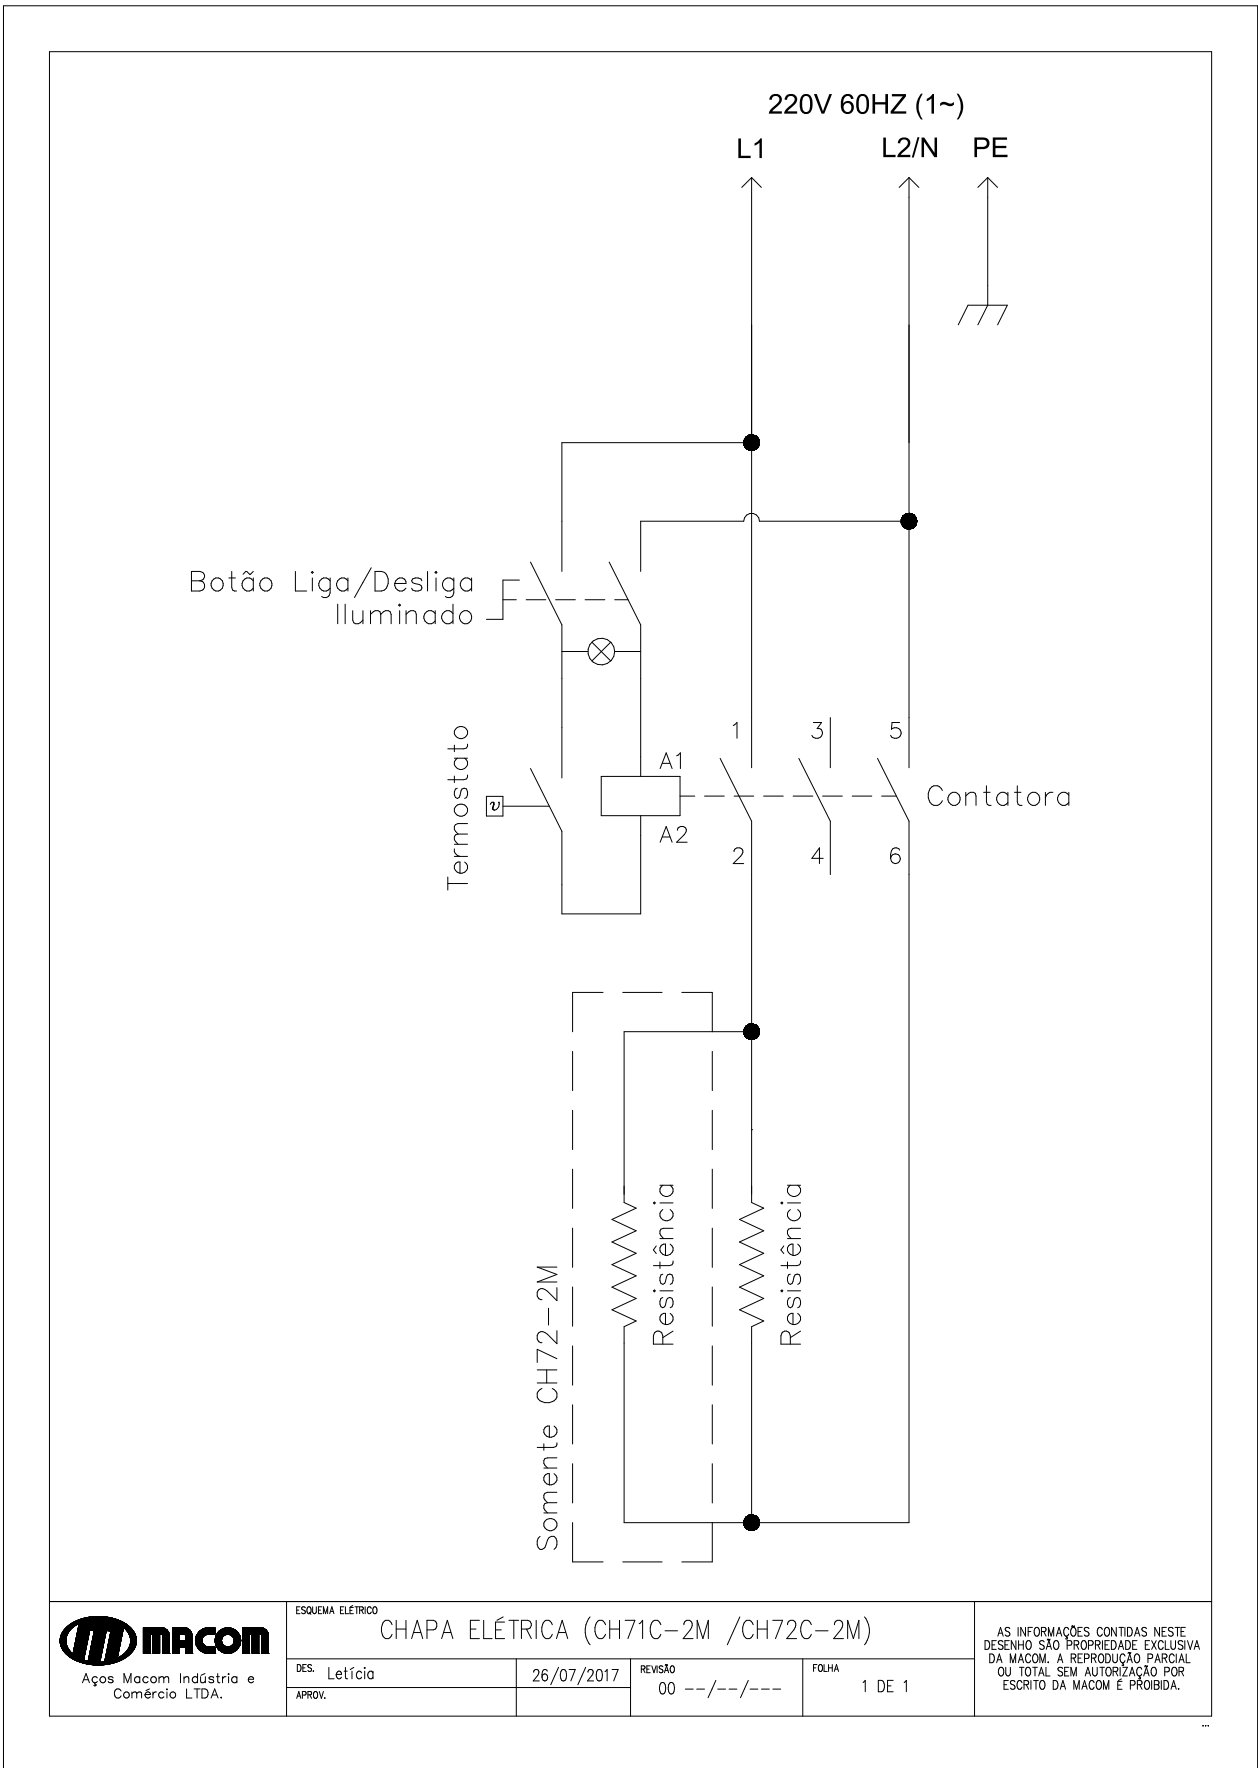 220V 60HZ (1~)
L1 L2/N PE
Botão Liga/Desliga
Iluminado
Termostato
υ
A1
A2
1 3 5
2 4 6
Contatora
Somente CH72-2M
Resistência
Resistência
MACOM
Aços Macom Indústria e
Comércio LTDA.
ESQUEMA ELÉTRICO
CHAPA ELÉTRICA (CH71C-2M /CH72C-2M)
DES. Letícia
26/07/2017
APROV.
REVISÃO
00 --/--/---
FOLHA
1 DE 1
AS INFORMAÇÕES CONTIDAS NESTE
DESENHO SÃO PROPRIEDADE EXCLUSIVA
DA MACOM. A REPRODUÇÃO PARCIAL
OU TOTAL SEM AUTORIZAÇÃO POR
ESCRITO DA MACOM É PROIBIDA.
...